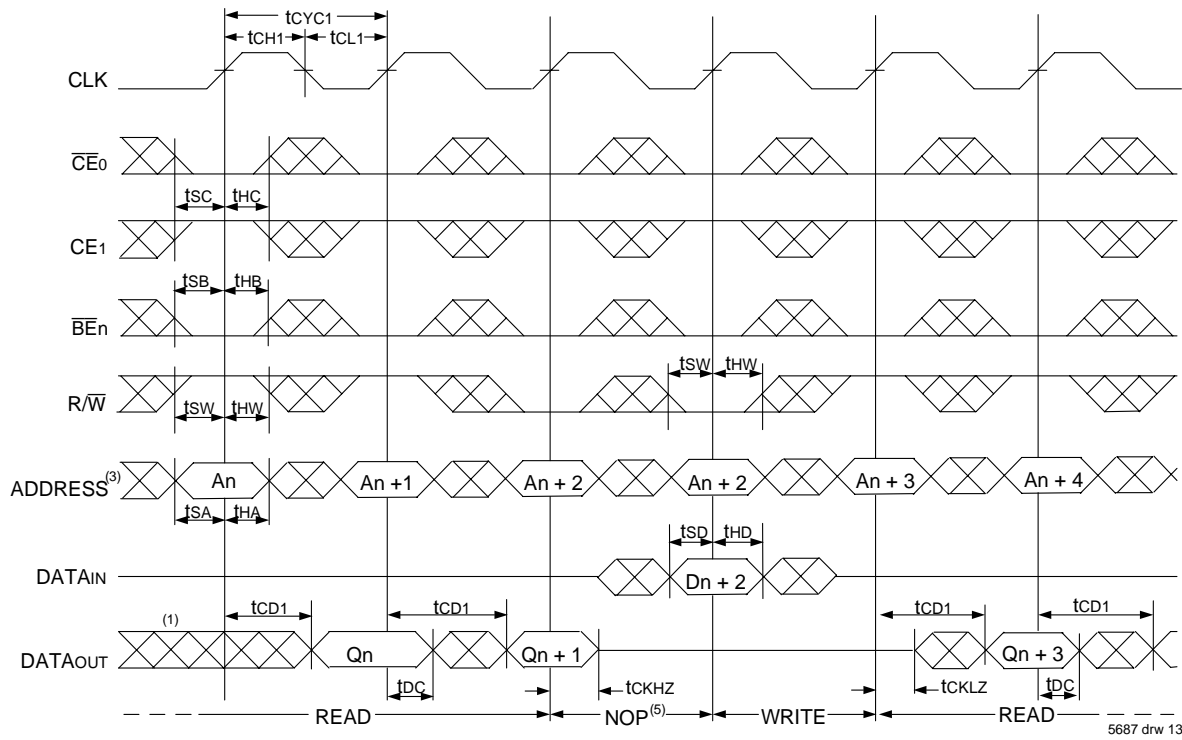 tCYC1
tCH1 tCL1
CLK
CE0
tSC tHC
CE1
tSB tHB
BEn
tSW tHW
R/W
tSW tHW
ADDRESS(3) An An +1 An + 2 An + 2 An + 3 An + 4
tSA tHA
tSD tHD
DATAIN Dn + 2
tCD1 tCD1 tCD1 tCD1
(1)
DATAOUT Qn Qn + 1 Qn + 3
tDC tCKHZ tCKLZ tDC
READ NOP(5) WRITE READ
5687 drw 13